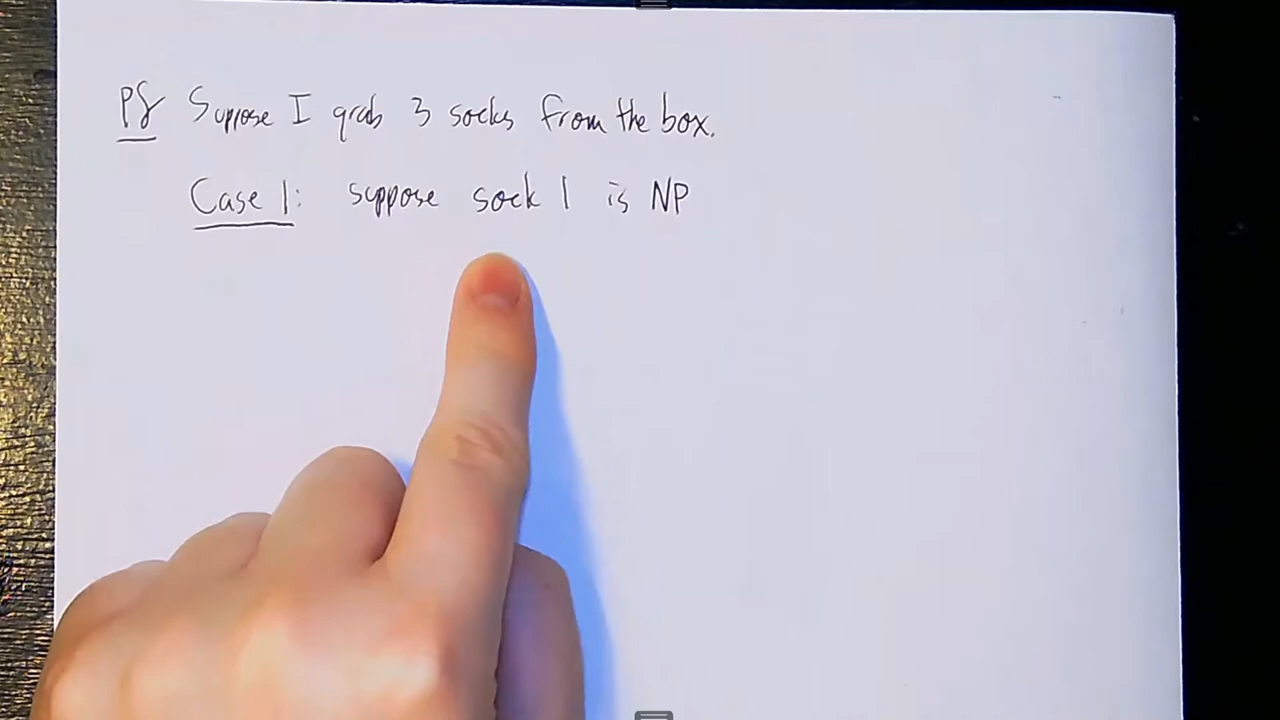 Pf Suppose I grab 3 socks from the box.
Case 1: suppose sock 1 is NP